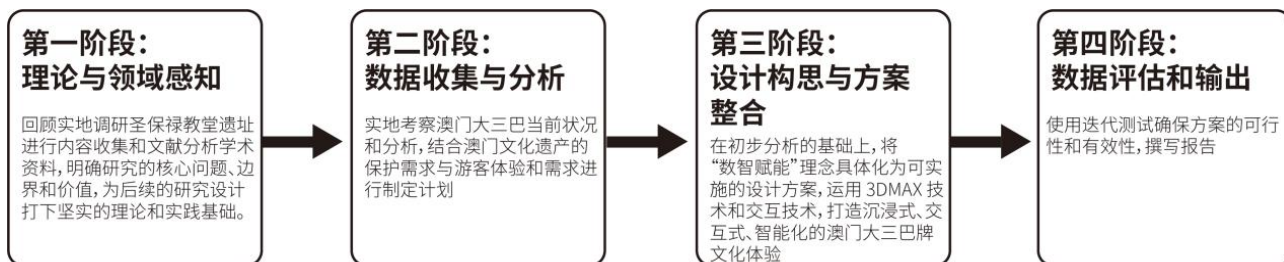 第一阶段：
理论与领域感知
回顾实地调研圣保禄教堂遗址
进行内容收集和文献分析学术
资料，明确研究的核心问题、边
界和价值，为后续的研究设计
打下坚实的理论和实践基础。
第二阶段：
数据收集与分析
实地考察澳门大三巴当前状况
和分析，结合澳门文化遗产的
保护需求与游客体验和需求进
行制定计划
第三阶段：
设计构思与方案
整合
在初步分析的基础上，将
“数智赋能”理念具体化为可实
施的设计方案，运用 3DMAX 技
术和交互技术，打造沉浸式、交
互式、智能化的澳门大三巴牌
文化体验
第四阶段：
数据评估和输出
使用迭代测试确保方案的可行
性和有效性，撰写报告